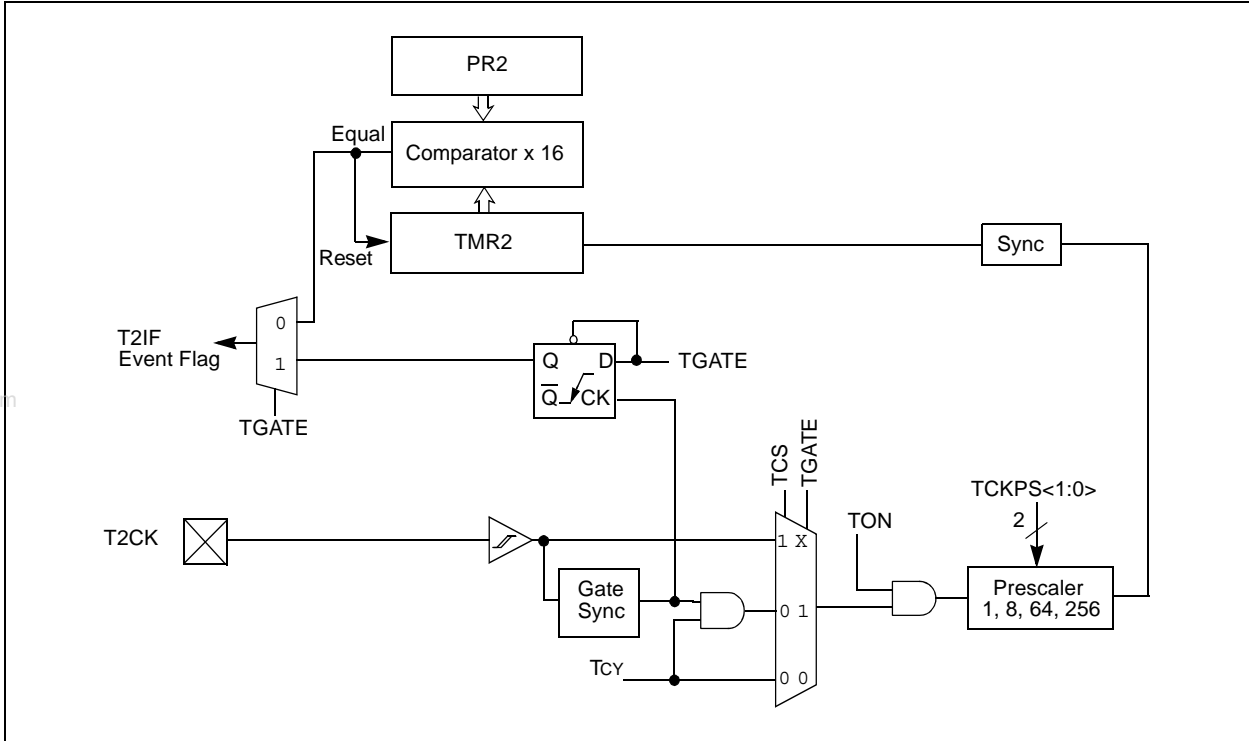 PR2
Equal
Comparator x 16
Reset
TMR2
Sync
T2IF
Event Flag
0
1
TGATE
Q
D
TGATE
Q̅
CK
m
TCS
TGATE
T2CK
1 X
TON
TCKPS<1:0>
2
Gate
Sync
0 1
Prescaler
1, 8, 64, 256
TCY
0 0